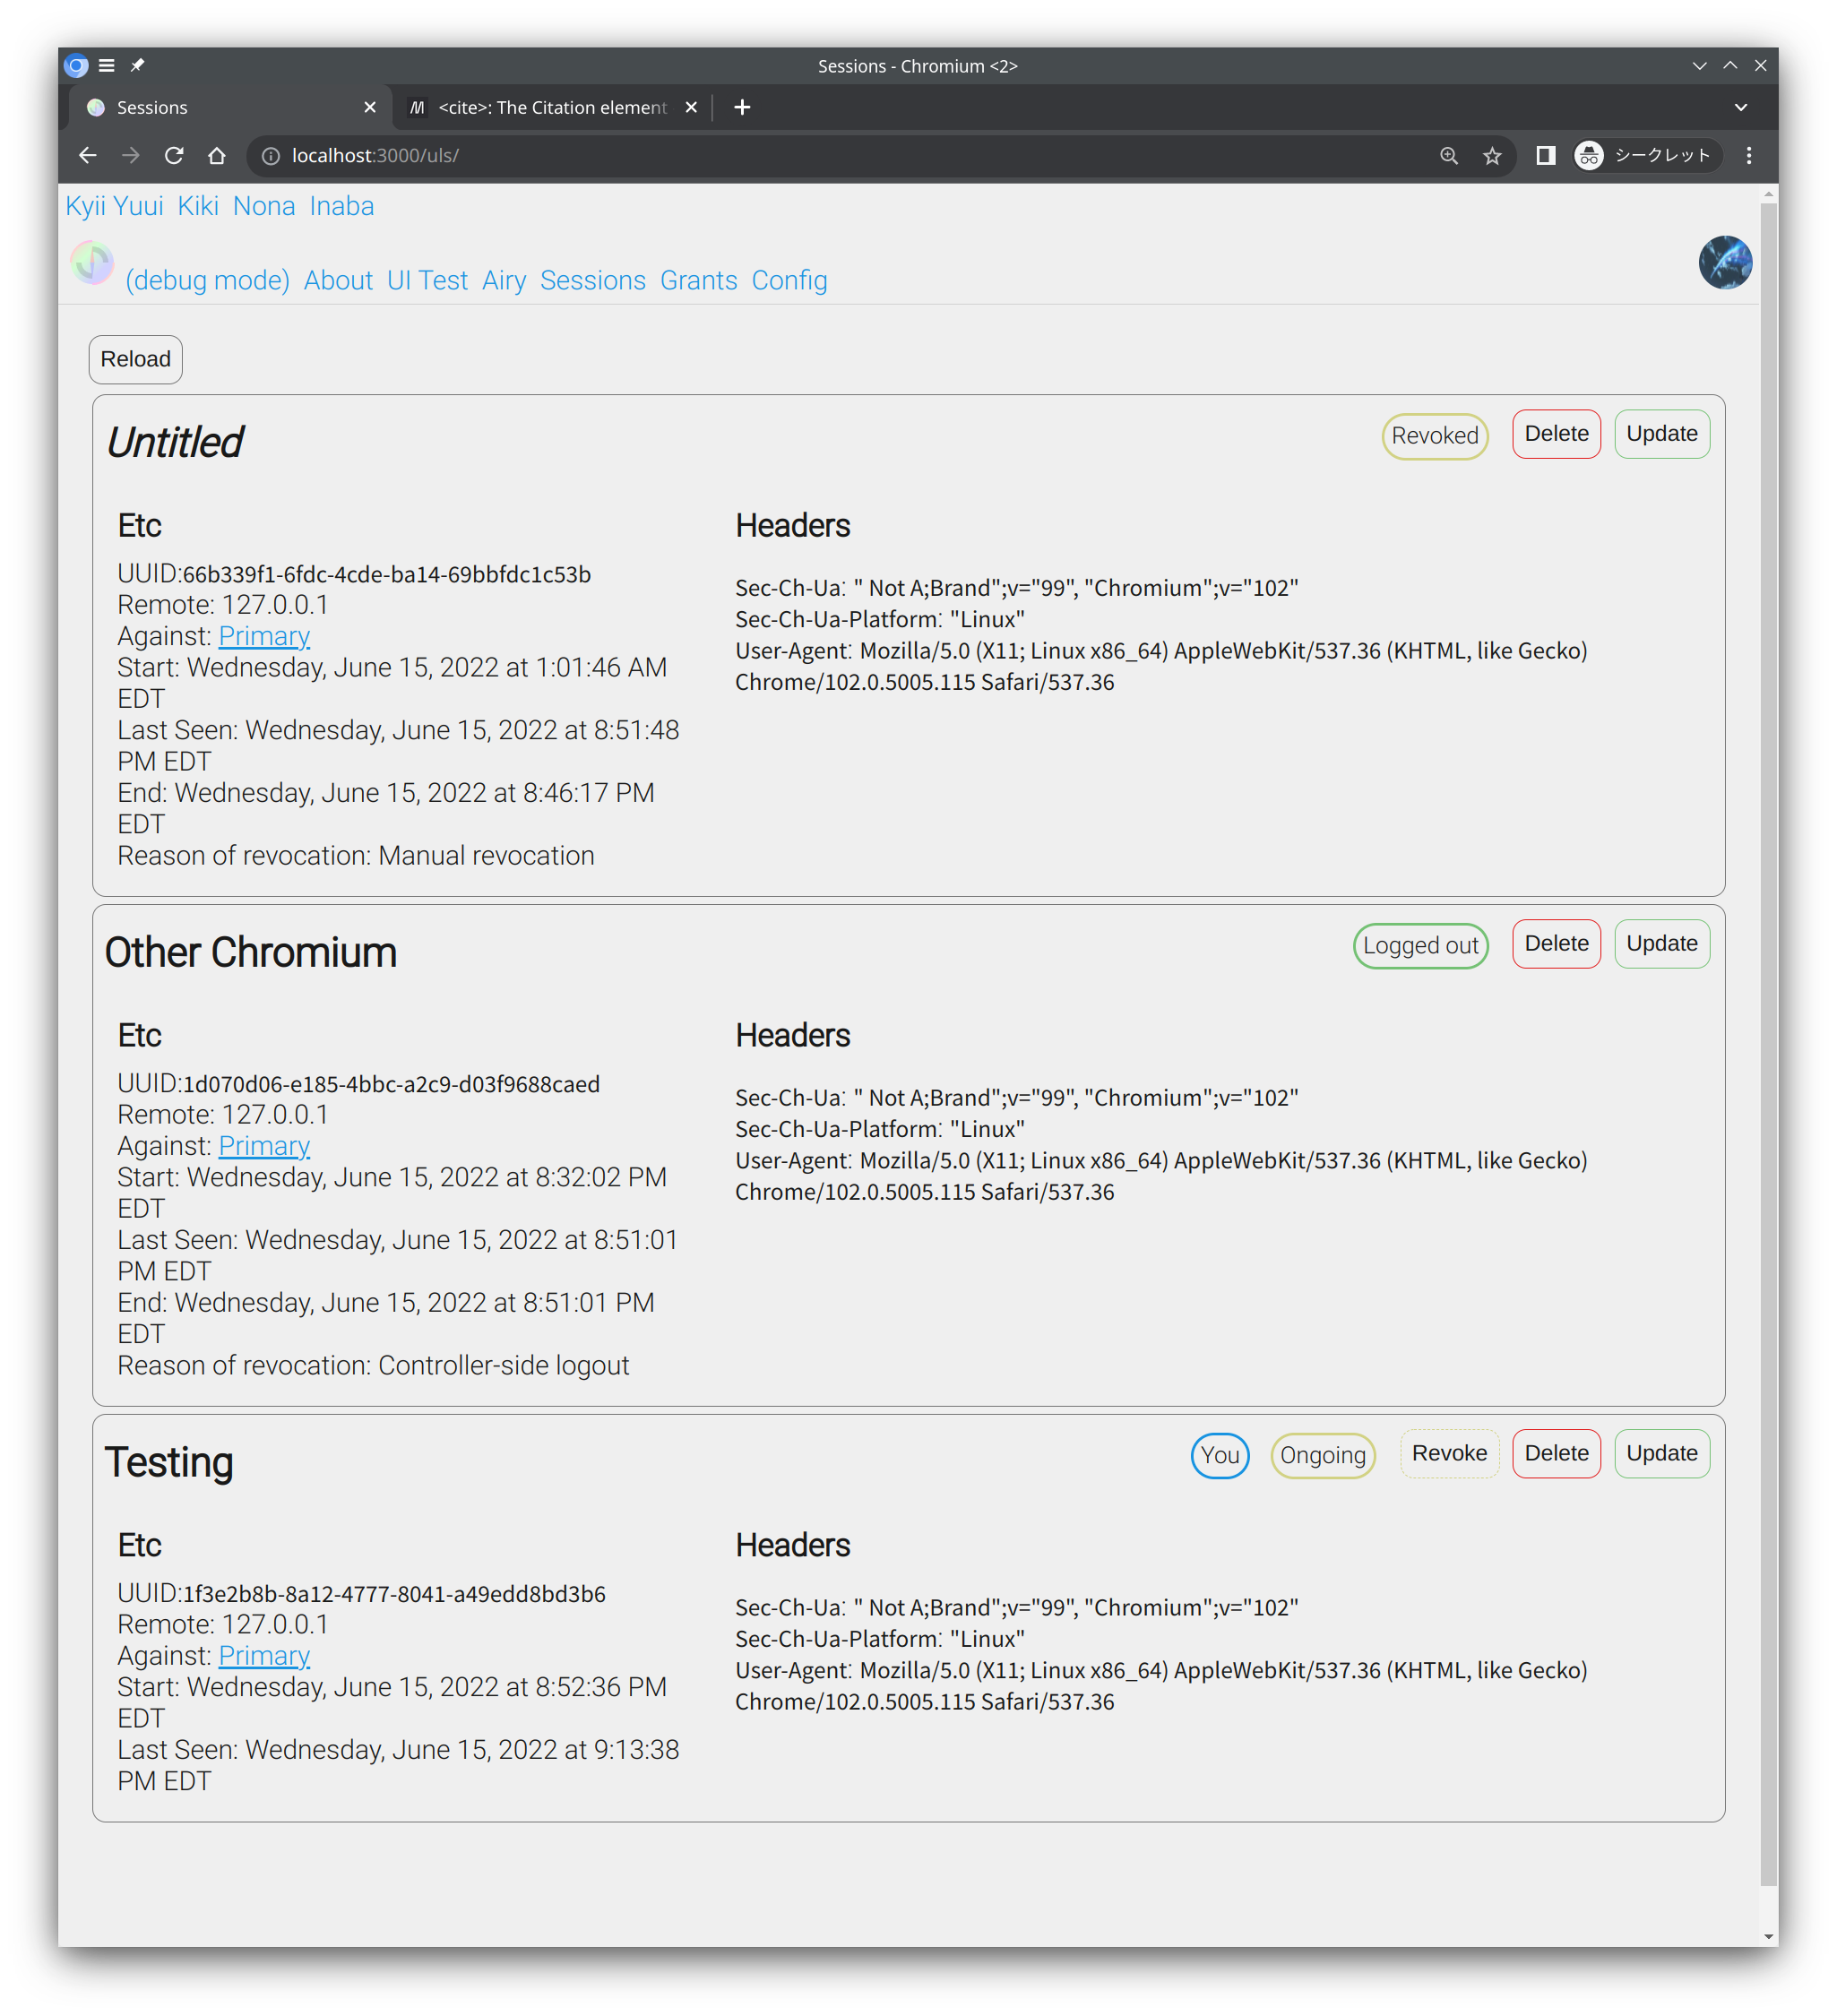 Sessions - Chromium <2>
Sessions
<cite>: The Citation element
localhost:3000/uls/
シークレット
Kyii Yuui Kiki Nona Inaba
(debug mode) About UI Test Airy Sessions Grants Config
Reload
Untitled
Revoked Delete Update
Etc
UUID:66b339f1-6fdc-4cde-ba14-69bbfdc1c53b
Remote: 127.0.0.1
Against: Primary
Start: Wednesday, June 15, 2022 at 1:01:46 AM
EDT
Last Seen: Wednesday, June 15, 2022 at 8:51:48
PM EDT
End: Wednesday, June 15, 2022 at 8:46:17 PM
EDT
Reason of revocation: Manual revocation
Headers
Sec-Ch-Ua: " Not A;Brand";v="99", "Chromium";v="102"
Sec-Ch-Ua-Platform: "Linux"
User-Agent: Mozilla/5.0 (X11; Linux x86_64) AppleWebKit/537.36 (KHTML, like Gecko)
Chrome/102.0.5005.115 Safari/537.36
Other Chromium
Logged out Delete Update
Etc
UUID:1d070d06-e185-4bbc-a2c9-d03f9688caed
Remote: 127.0.0.1
Against: Primary
Start: Wednesday, June 15, 2022 at 8:32:02 PM
EDT
Last Seen: Wednesday, June 15, 2022 at 8:51:01
PM EDT
End: Wednesday, June 15, 2022 at 8:51:01 PM
EDT
Reason of revocation: Controller-side logout
Headers
Sec-Ch-Ua: " Not A;Brand";v="99", "Chromium";v="102"
Sec-Ch-Ua-Platform: "Linux"
User-Agent: Mozilla/5.0 (X11; Linux x86_64) AppleWebKit/537.36 (KHTML, like Gecko)
Chrome/102.0.5005.115 Safari/537.36
Testing
You Ongoing Revoke Delete Update
Etc
UUID:1f3e2b8b-8a12-4777-8041-a49edd8bd3b6
Remote: 127.0.0.1
Against: Primary
Start: Wednesday, June 15, 2022 at 8:52:36 PM
EDT
Last Seen: Wednesday, June 15, 2022 at 9:13:38
PM EDT
Headers
Sec-Ch-Ua: " Not A;Brand";v="99", "Chromium";v="102"
Sec-Ch-Ua-Platform: "Linux"
User-Agent: Mozilla/5.0 (X11; Linux x86_64) AppleWebKit/537.36 (KHTML, like Gecko)
Chrome/102.0.5005.115 Safari/537.36